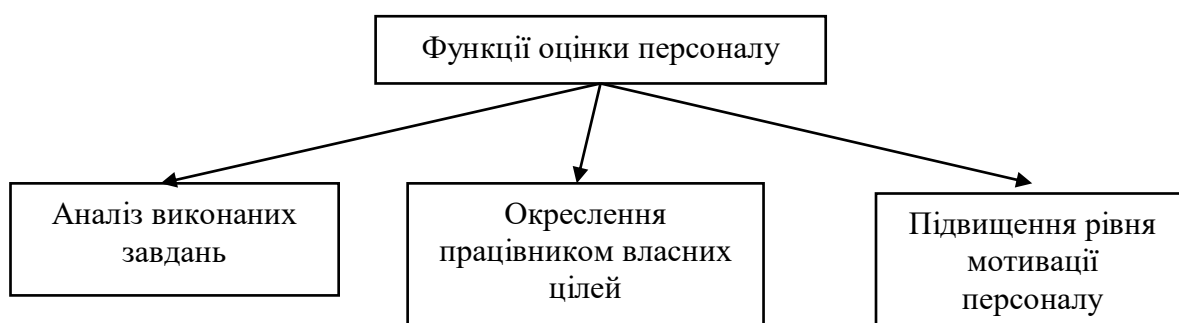 Функції оцінки персоналу
Аналіз виконаних
завдань
Окреслення
працівником власних
цілей
Підвищення рівня
мотивації
персоналу